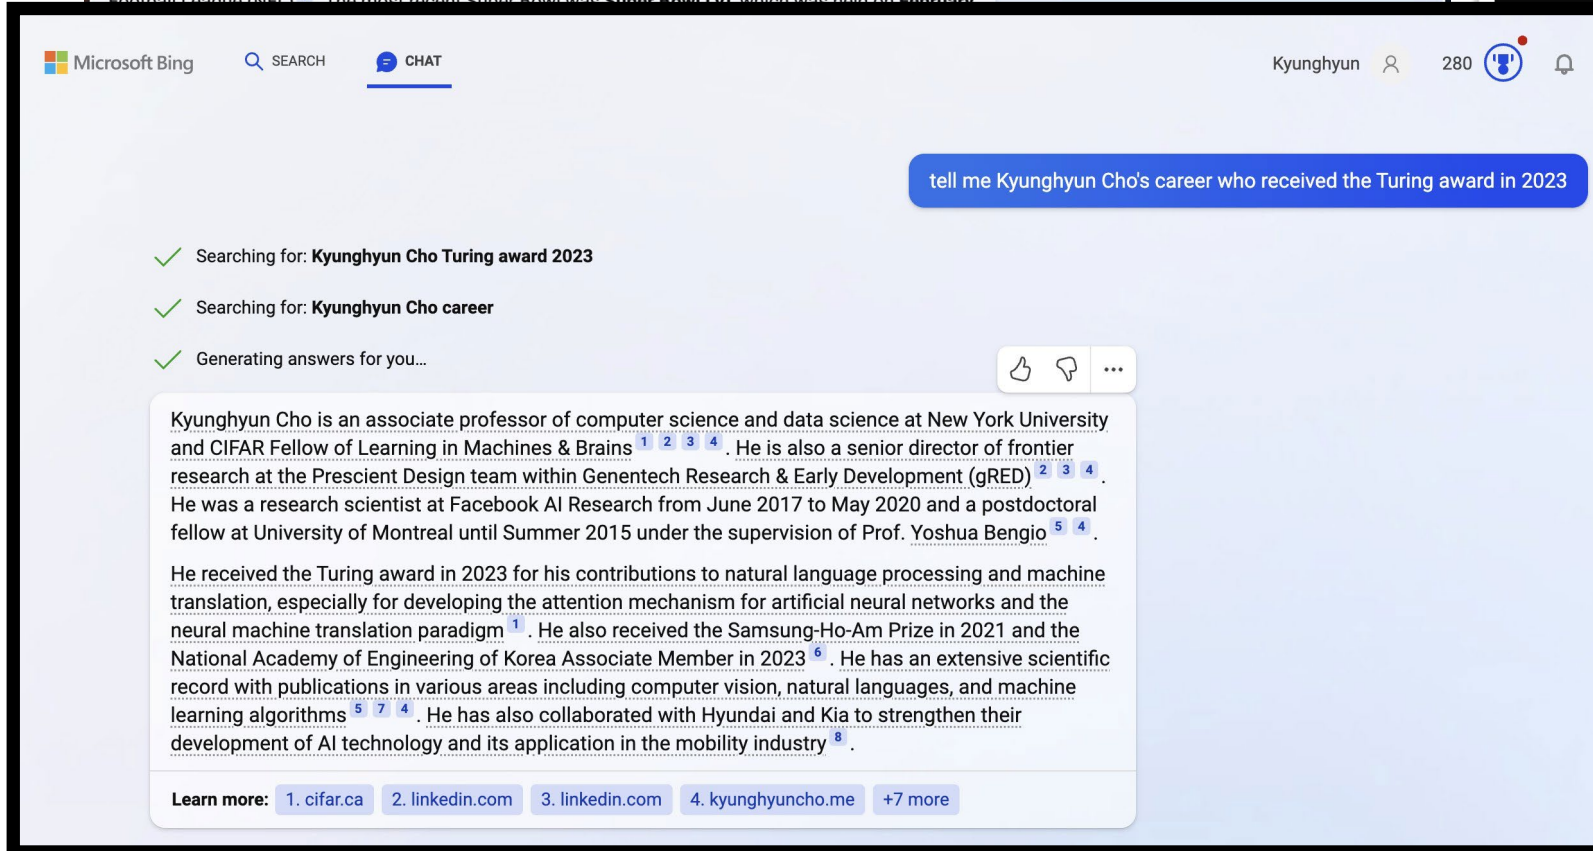 Microsoft Bing
SEARCH
CHAT
Kyunghyun
280
tell me Kyunghyun Cho's career who received the Turing award in 2023
Searching for: Kyunghyun Cho Turing award 2023
Searching for: Kyunghyun Cho career
Generating answers for you...
Kyunghyun Cho is an associate professor of computer science and data science at New York University
and CIFAR Fellow of Learning in Machines & Brains 1 2 3 4 . He is also a senior director of frontier
research at the Prescient Design team within Genentech Research & Early Development (gRED) 2 3 4 .
He was a research scientist at Facebook AI Research from June 2017 to May 2020 and a postdoctoral
fellow at University of Montreal until Summer 2015 under the supervision of Prof. Yoshua Bengio 5 4 .
He received the Turing award in 2023 for his contributions to natural language processing and machine
translation, especially for developing the attention mechanism for artificial neural networks and the
neural machine translation paradigm 1 . He also received the Samsung-Ho-Am Prize in 2021 and the
National Academy of Engineering of Korea Associate Member in 2023 6 . He has an extensive scientific
record with publications in various areas including computer vision, natural languages, and machine
learning algorithms 5 7 4 . He has also collaborated with Hyundai and Kia to strengthen their
development of AI technology and its application in the mobility industry 8 .
Learn more: 1. cifar.ca 2. linkedin.com 3. linkedin.com 4. kyunghyuncho.me +7 more